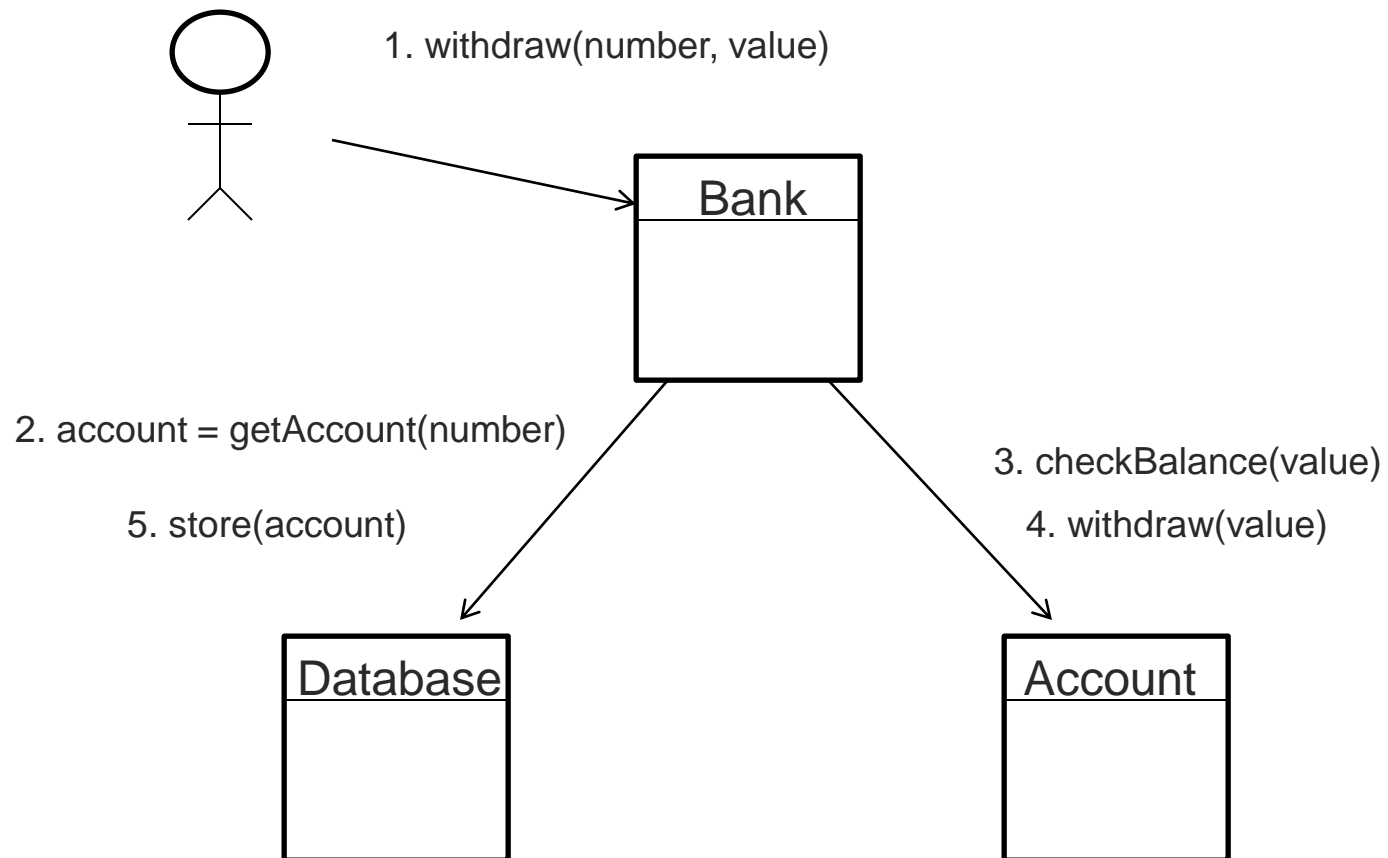 1. withdraw(number, value)
Bank
2. account = getAccount(number)
3. checkBalance(value)
5. store(account)
4. withdraw(value)
Database
Account